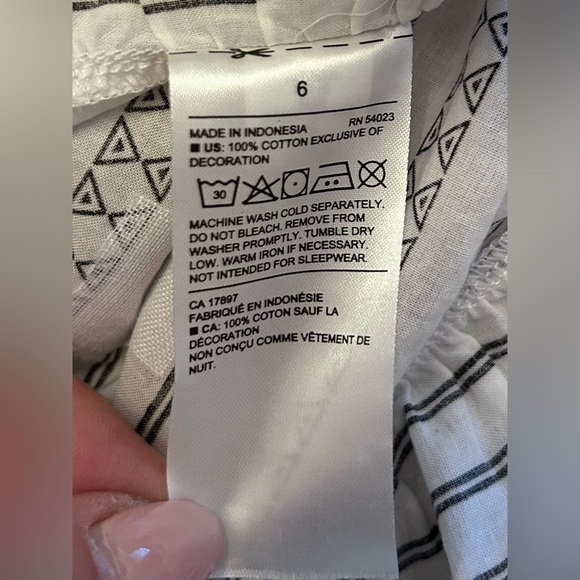 6
RN 54023
MADE IN INDONESIA
■ US: 100% COTTON EXCLUSIVE OF
DECORATION
30
MACHINE WASH COLD SEPARATELY.
DO NOT BLEACH. REMOVE FROM
WASHER PROMPTLY. TUMBLE DRY
LOW. WARM IRON IF NECESSARY.
NOT INTENDED FOR SLEEPWEAR.
CA 17897
FABRIQUÉ EN INDONÉSIE
■ CA: 100% COTON SAUF LA
DÉCORATION
NON CONÇU COMME VÊTEMENT DE
NUIT.